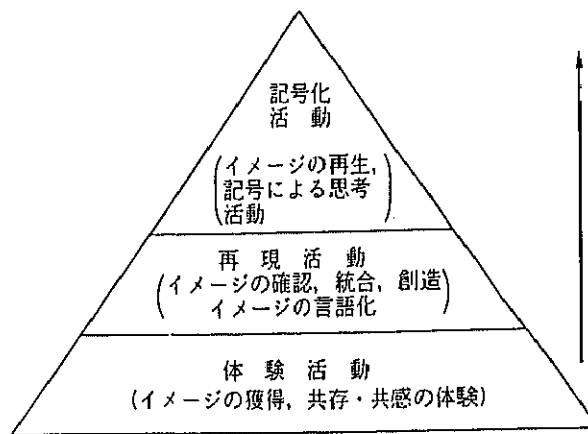 記号化
活動
(イメージの再生,
記号による思考
活動)
再現活動
(イメージの確認, 統合, 創造
イメージの言語化)
体験活動
(イメージの獲得, 共存・共感の体験)